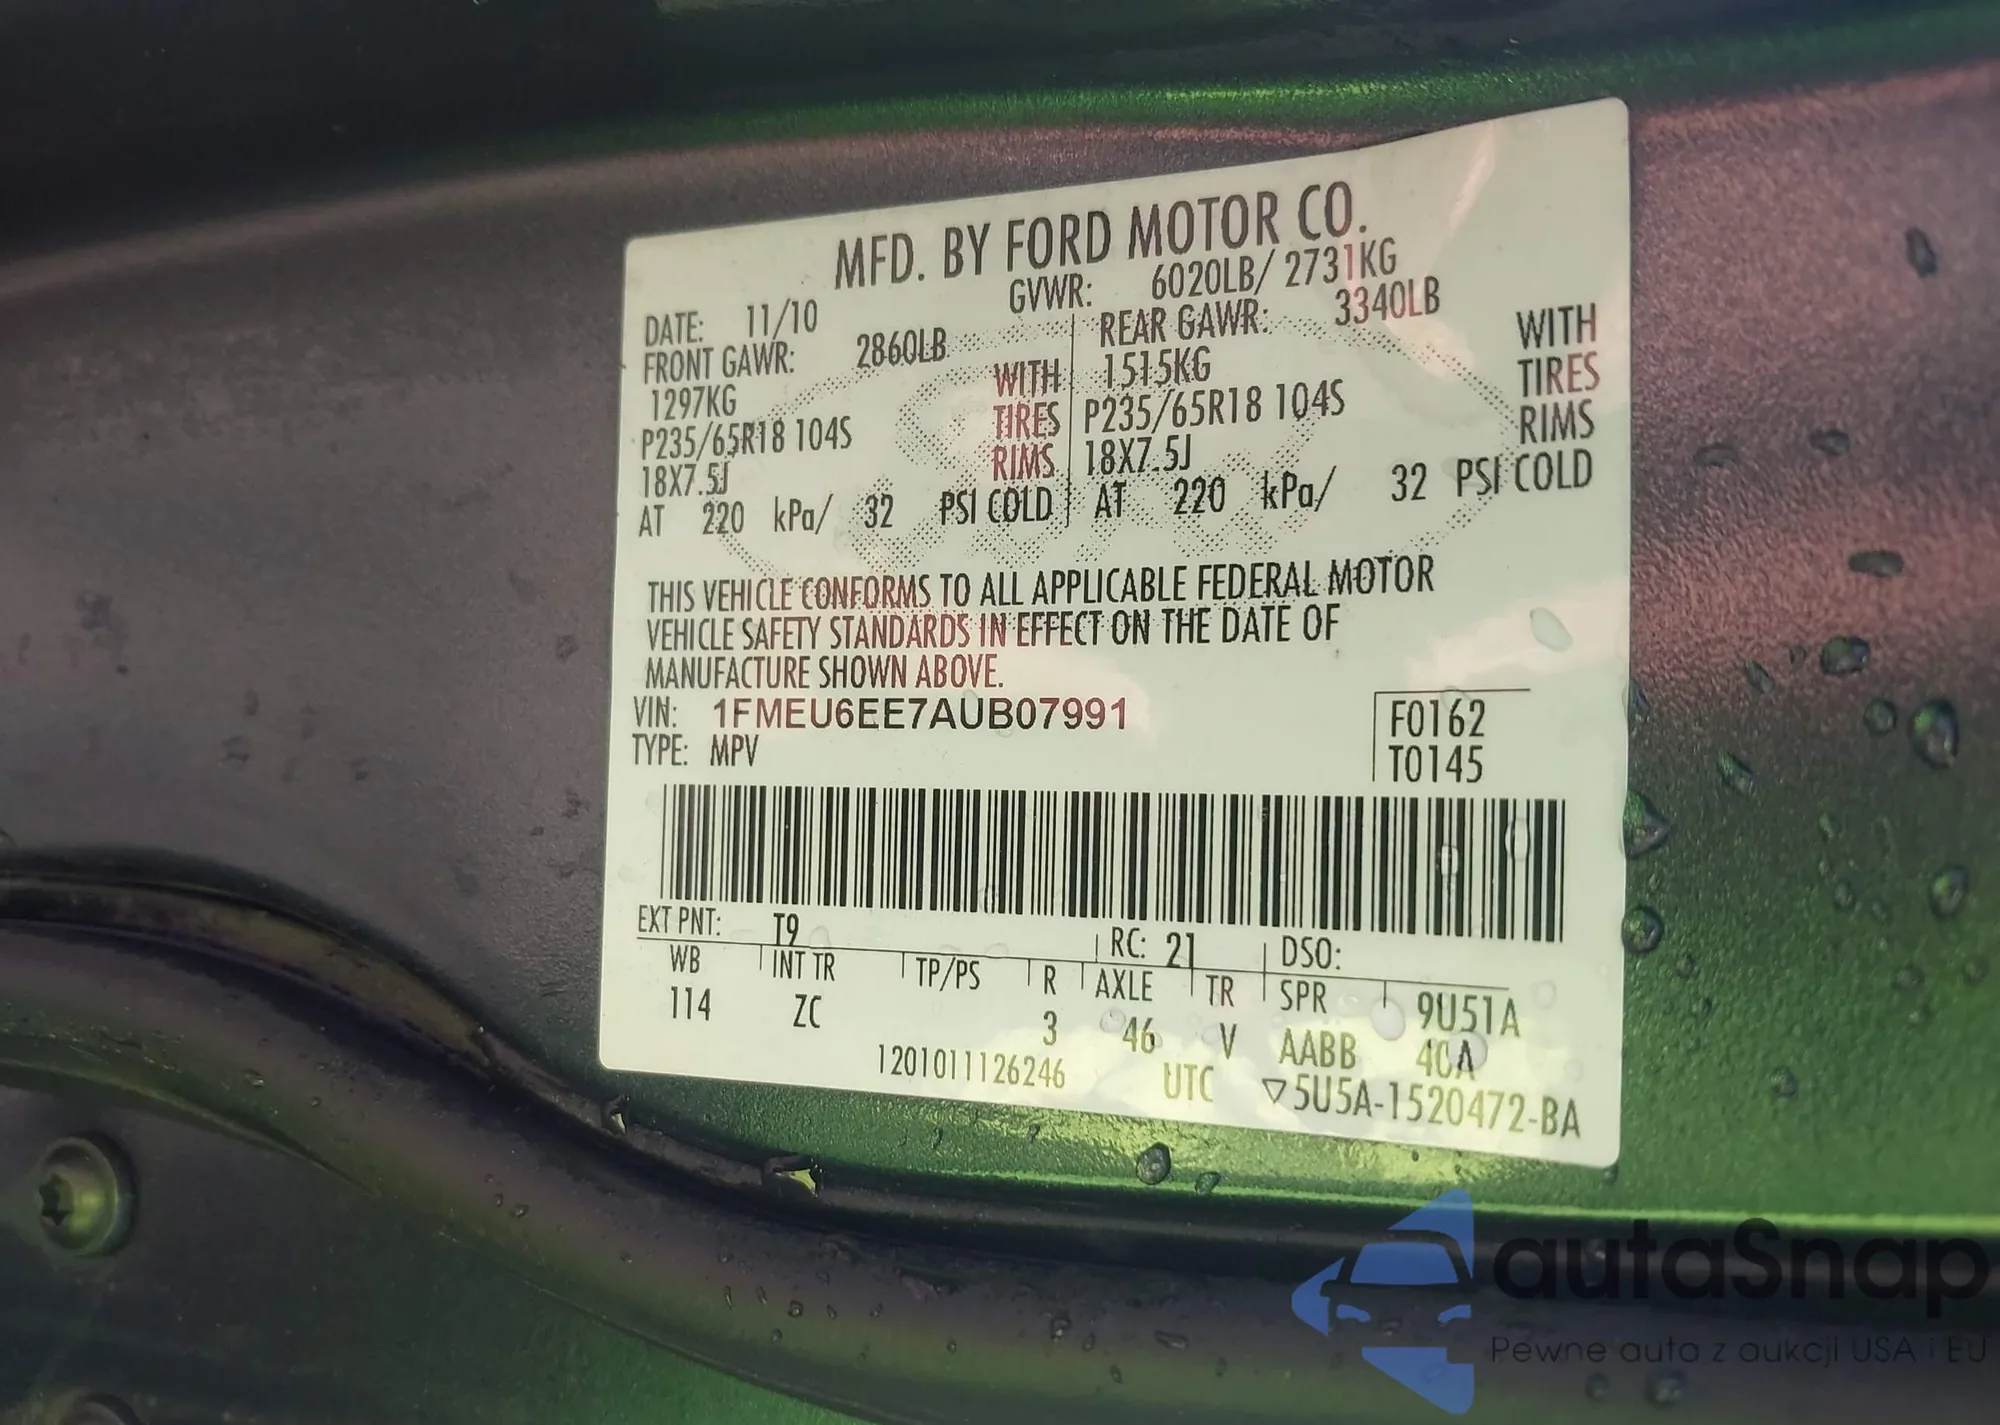 MFD. BY FORD MOTOR CO.
DATE: 11/10 GVWR: 6020LB/ 2731KG
FRONT GAWR: 2860LB REAR GAWR: 3340LB
1297KG WITH 1515KG WITH
P235/65R18 104S TIRES P235/65R18 104S TIRES
18X7.5J RIMS 18X7.5J RIMS
AT 220 kPa/ 32 PSI COLD AT 220 kPa/ 32 PSI COLD
THIS VEHICLE CONFORMS TO ALL APPLICABLE FEDERAL MOTOR
VEHICLE SAFETY STANDARDS IN EFFECT ON THE DATE OF
MANUFACTURE SHOWN ABOVE.
VIN: 1FMEU6EE7AUB07991 F0162
TYPE: MPV T0145
EXT PNT: T9 RC: 21 DSO:
WB INT TR TP/PS R AXLE TR SPR 9U51A
114 ZC 3 46 V AABB 4CA
1201011126246 UTC ▽5U5A-1520472-BA
autaSnap
Pewne auta z aukcji USA i EU